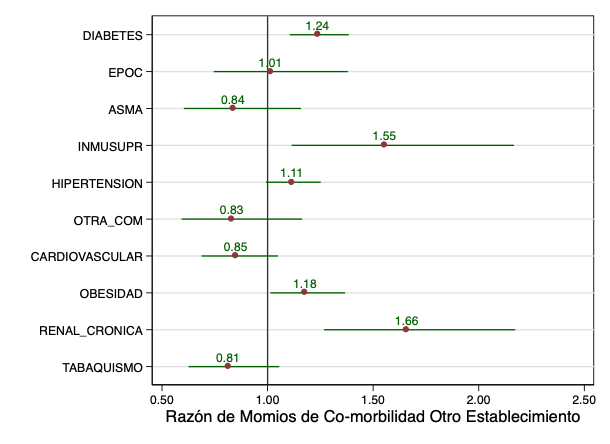 DIABETES 1.24
EPOC 1.01
ASMA 0.84
INMUSUPR 1.55
HIPERTENSION 1.11
OTRA_COM 0.83
CARDIOVASCULAR 0.85
OBESIDAD 1.18
RENAL_CRONICA 1.66
TABAQUISMO 0.81
0.50 1.00 1.50 2.00 2.50
Razón de Momios de Co-morbilidad Otro Establecimiento